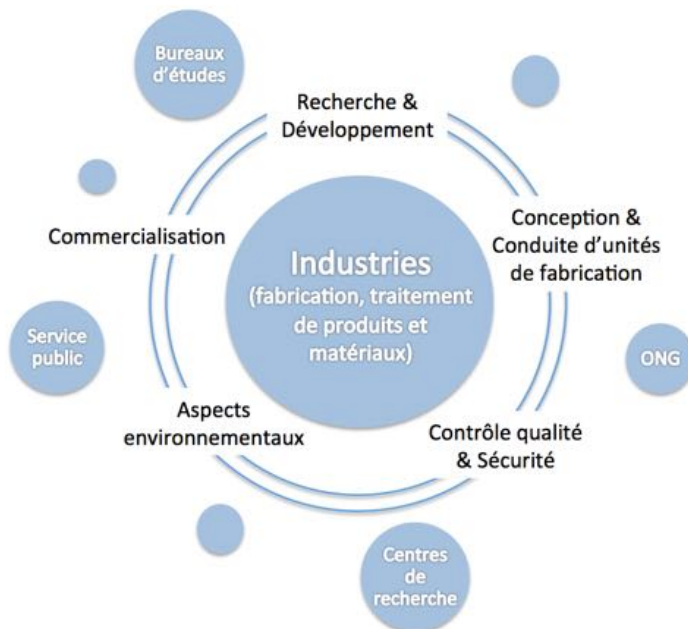 Bureaux
d'études
Recherche &
Développement
Commercialisation
Conception &
Conduite d'unités
de fabrication
Industries
(fabrication, traitement
de produits et
matériaux)
Service
public
ONG
Aspects
environnementaux
Contrôle qualité
& Sécurité
Centres
de
recherche